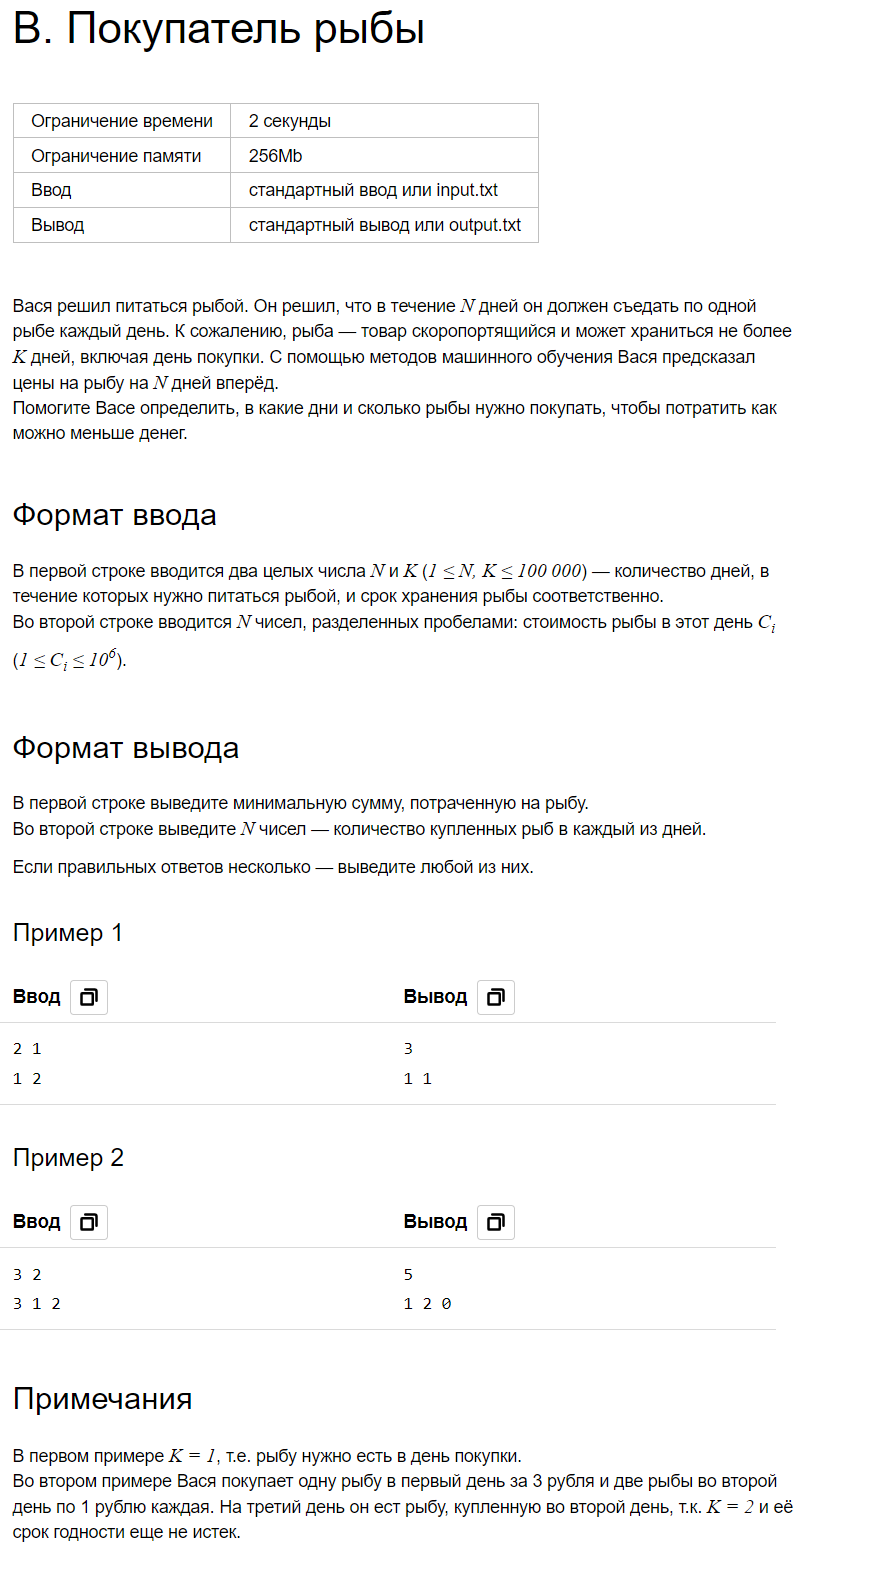 B. Покупатель рыбы
Ограничение времени 2 секунды
Ограничение памяти 256Mb
Ввод стандартный ввод или input.txt
Вывод стандартный вывод или output.txt
Вася решил питаться рыбой. Он решил, что в течение N дней он должен съедать по одной
рыбе каждый день. К сожалению, рыба — товар скоропортящийся и может храниться не более
K дней, включая день покупки. С помощью методов машинного обучения Вася предсказал
цены на рыбу на N дней вперёд.
Помогите Васе определить, в какие дни и сколько рыбы нужно покупать, чтобы потратить как
можно меньше денег.
Формат ввода
В первой строке вводится два целых числа N и K (1 ≤ N, K ≤ 100 000) — количество дней, в
течение которых нужно питаться рыбой, и срок хранения рыбы соответственно.
Во второй строке вводится N чисел, разделенных пробелами: стоимость рыбы в этот день Cᵢ
(1 ≤ Cᵢ ≤ 10⁶).
Формат вывода
В первой строке выведите минимальную сумму, потраченную на рыбу.
Во второй строке выведите N чисел — количество купленных рыб в каждый из дней.
Если правильных ответов несколько — выведите любой из них.
Пример 1
Ввод Вывод
2 1 3
1 2 1 1
Пример 2
Ввод Вывод
3 2 5
3 1 2 1 2 0
Примечания
В первом примере K = 1, т.е. рыбу нужно есть в день покупки.
Во втором примере Вася покупает одну рыбу в первый день за 3 рубля и две рыбы во второй
день по 1 рублю каждая. На третий день он ест рыбу, купленную во второй день, т.к. K = 2 и её
срок годности еще не истек.